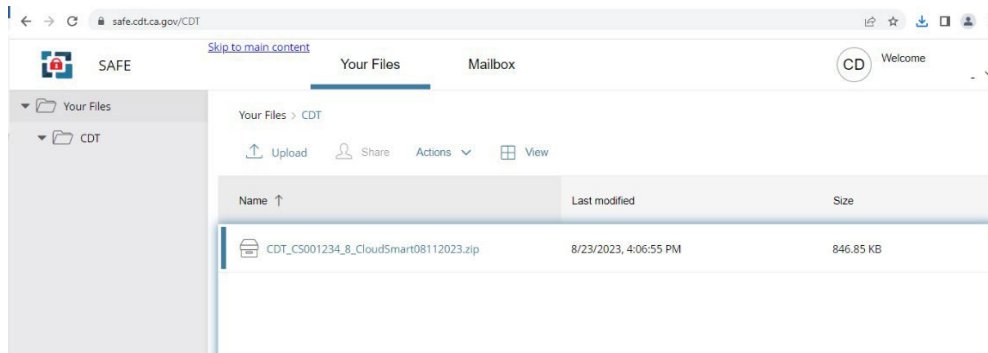 safe.cdt.ca.gov/CDT
Skip to main content
SAFE
Your Files
Mailbox
CD
Welcome
Your Files
CDT
Your Files > CDT
Upload Share Actions View
Name ↑ Last modified Size
CDT_CS001234_8_CloudSmart08112023.zip 8/23/2023, 4:06:55 PM 846.85 KB